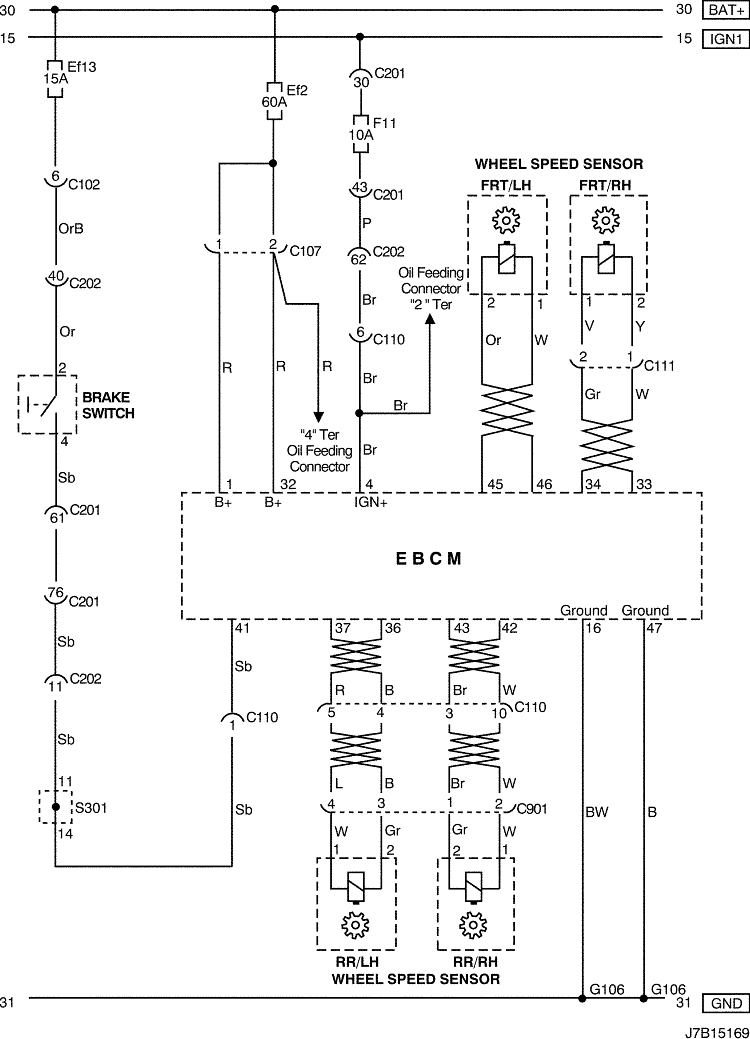 30 30 BAT+
15 15 IGN1
Ef13
15A
Ef2
60A
C201
30
F11
10A
WHEEL SPEED SENSOR
FRT/LH FRT/RH
6 C102
43 C201
OrB
P
1 2 C107
62 C202
40 C202
Oil Feeding
Connector
"2" Ter
Br
2 1 1 2
Or
6 C110
Or W V Y
2 1 C111
2
R R R
Br
Br
Gr W
BRAKE
SWITCH
4
"4" Ter
Oil Feeding
Connector
Br
Sb
1 32 4 45 46 34 33
B+ B+ IGN+
61 C201
EBCM
76 C201
Ground Ground
41 37 36 43 42 16 47
Sb Sb
11 C202
R B Br W
5 4 3 10 C110
1 C110
Sb
11
L B Br W
S301
14
Sb
4 3 1 2 C901
BW B
W Gr Gr W
1 2 2 1
RR/LH RR/RH
WHEEL SPEED SENSOR
G106 G106
31 31 GND
J7B15169